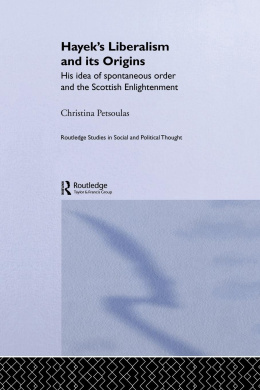 Hayek's Liberalism
and its Origins
His idea of spontaneous order
and the Scottish Enlightenment
Christina Petsoulas
Routledge Studies in Social and Political Thought
Routledge
Taylor & Francis Group